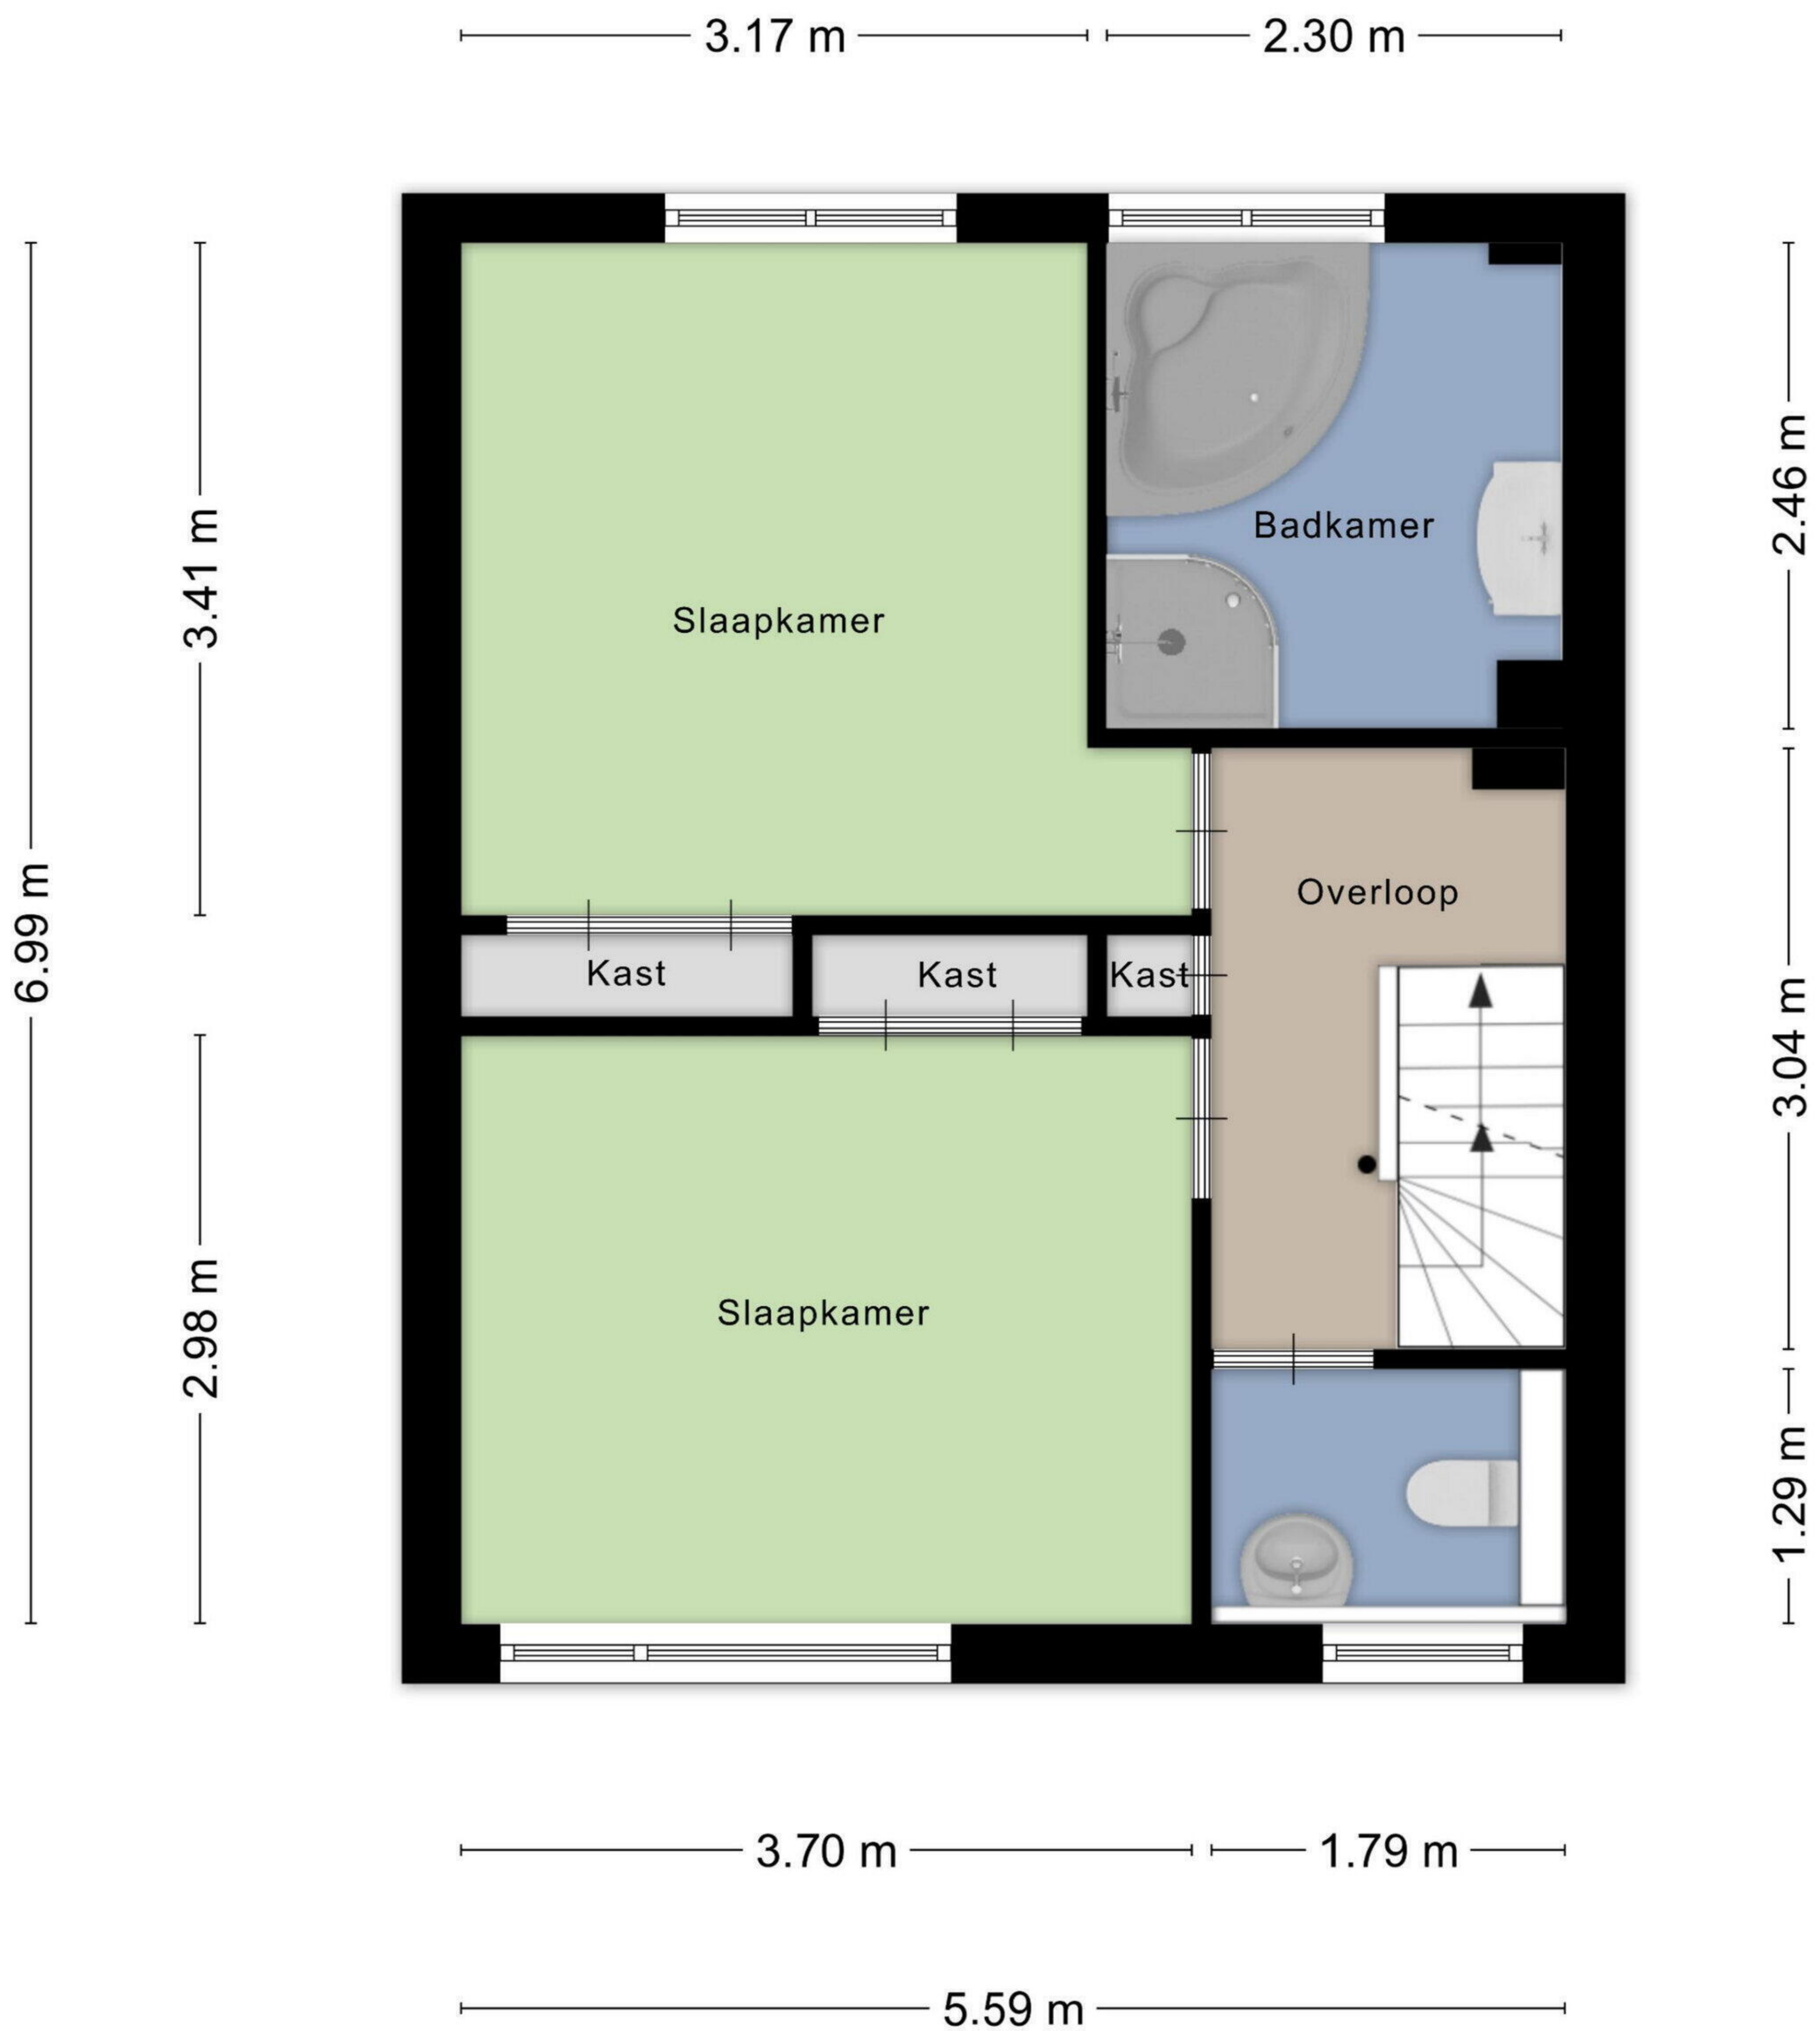 3.17 m
2.30 m
3.41 m
2.46 m
Badkamer
Slaapkamer
6.99 m
Overloop
Kast
Kast
Kast
3.04 m
2.98 m
Slaapkamer
1.29 m
3.70 m
1.79 m
5.59 m